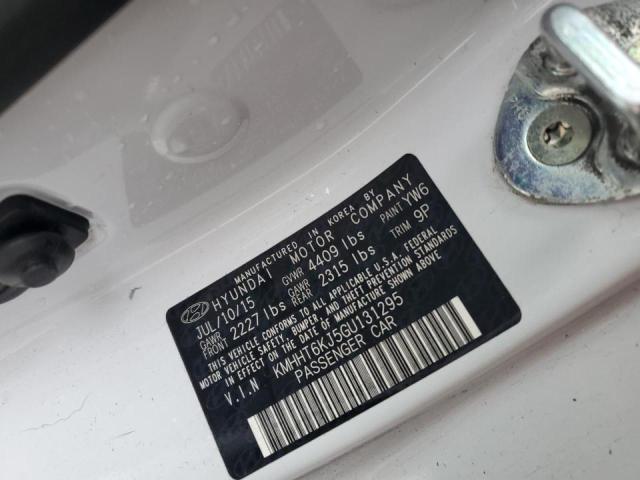 MANUFACTURED IN KOREA BY
HYUNDAI MOTOR COMPANY
JUL/10/15 GVWR 4409 lbs PAINT YW6
GAWR FRONT 2227 lbs GAWR REAR 2315 lbs TRIM 9P
THIS VEHICLE CONFORMS TO ALL APPLICABLE U.S.A. FEDERAL
MOTOR VEHICLE SAFETY, BUMPER, AND THEFT PREVENTION STANDARDS
IN EFFECT ON THE DATE OF MANUFACTURE SHOWN ABOVE.
V.I.N KMHHT6KJ5GU131295
PASSENGER CAR